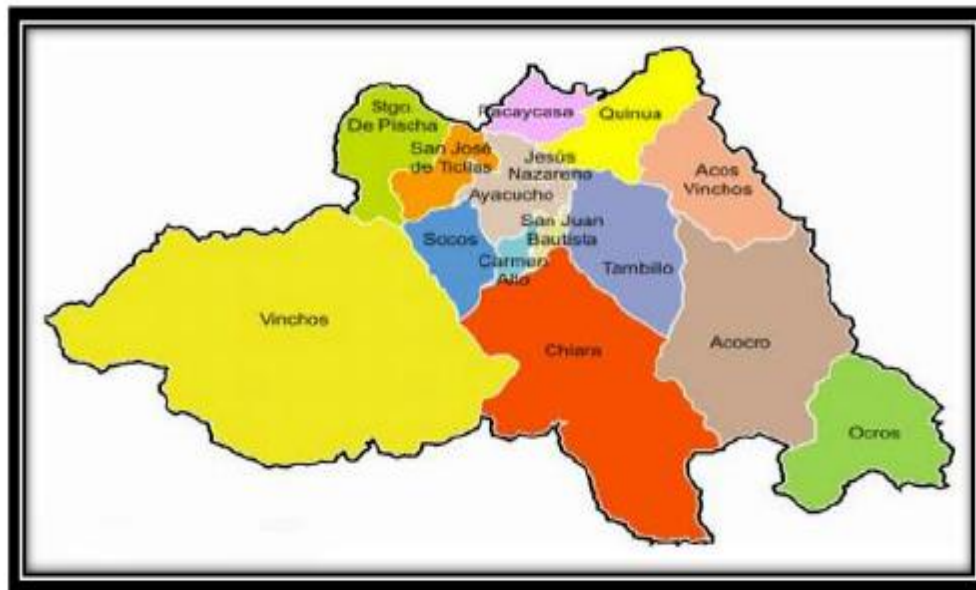 Stgo.
De Pischa
Pacaycasa
Quinua
San José
de Ticllas
Jesús
Nazareno
Acos
Vinchos
Ayacucho
San Juan
Bautista
Socos
Carmen
Alto
Tambillo
Vinchos
Chiara
Acocro
Ocros